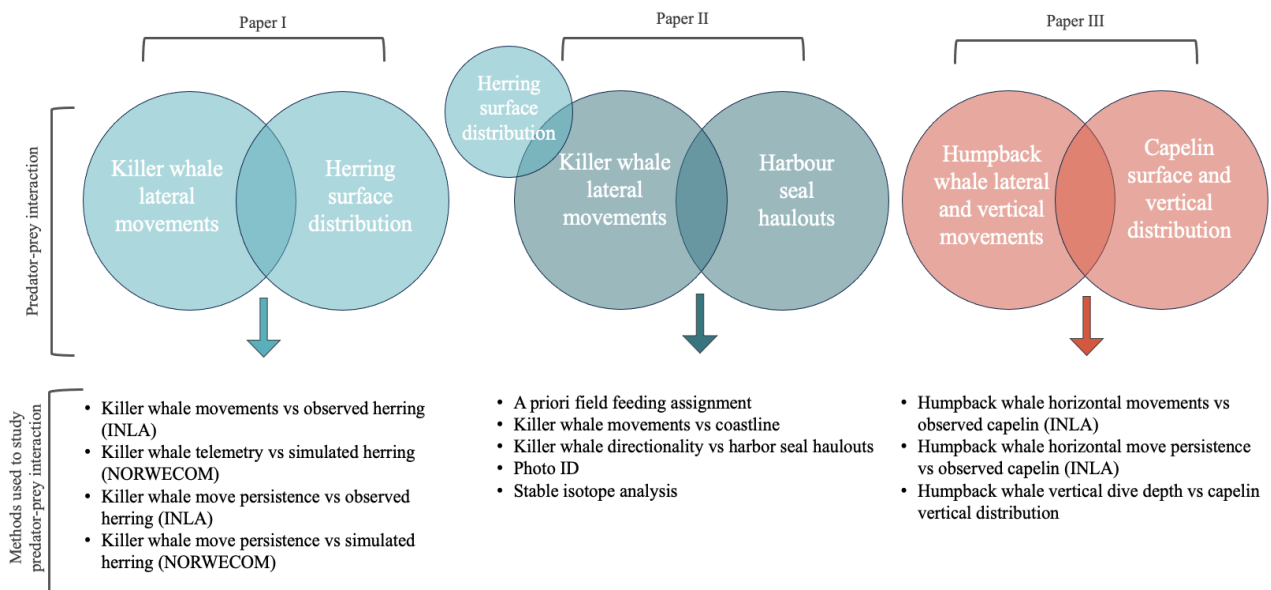 Paper I
Paper II
Paper III
Predator-prey interaction
Killer whale
lateral
movements
Herring
surface
distribution
Herring
surface
distribution
Killer whale
lateral
movements
Harbour
seal
haulouts
Humpback
whale lateral
and vertical
movements
Capelin
surface and
vertical
distribution
Methods used to study
predator-prey interaction
• Killer whale movements vs observed herring
(INLA)
• Killer whale telemetry vs simulated herring
(NORWECOM)
• Killer whale move persistence vs observed
herring (INLA)
• Killer whale move persistence vs simulated
herring (NORWECOM)
• A priori field feeding assignment
• Killer whale movements vs coastline
• Killer whale directionality vs harbor seal haulouts
• Photo ID
• Stable isotope analysis
• Humpback whale horizontal movements vs
observed capelin (INLA)
• Humpback whale horizontal move persistence
vs observed capelin (INLA)
• Humpback whale vertical dive depth vs capelin
vertical distribution